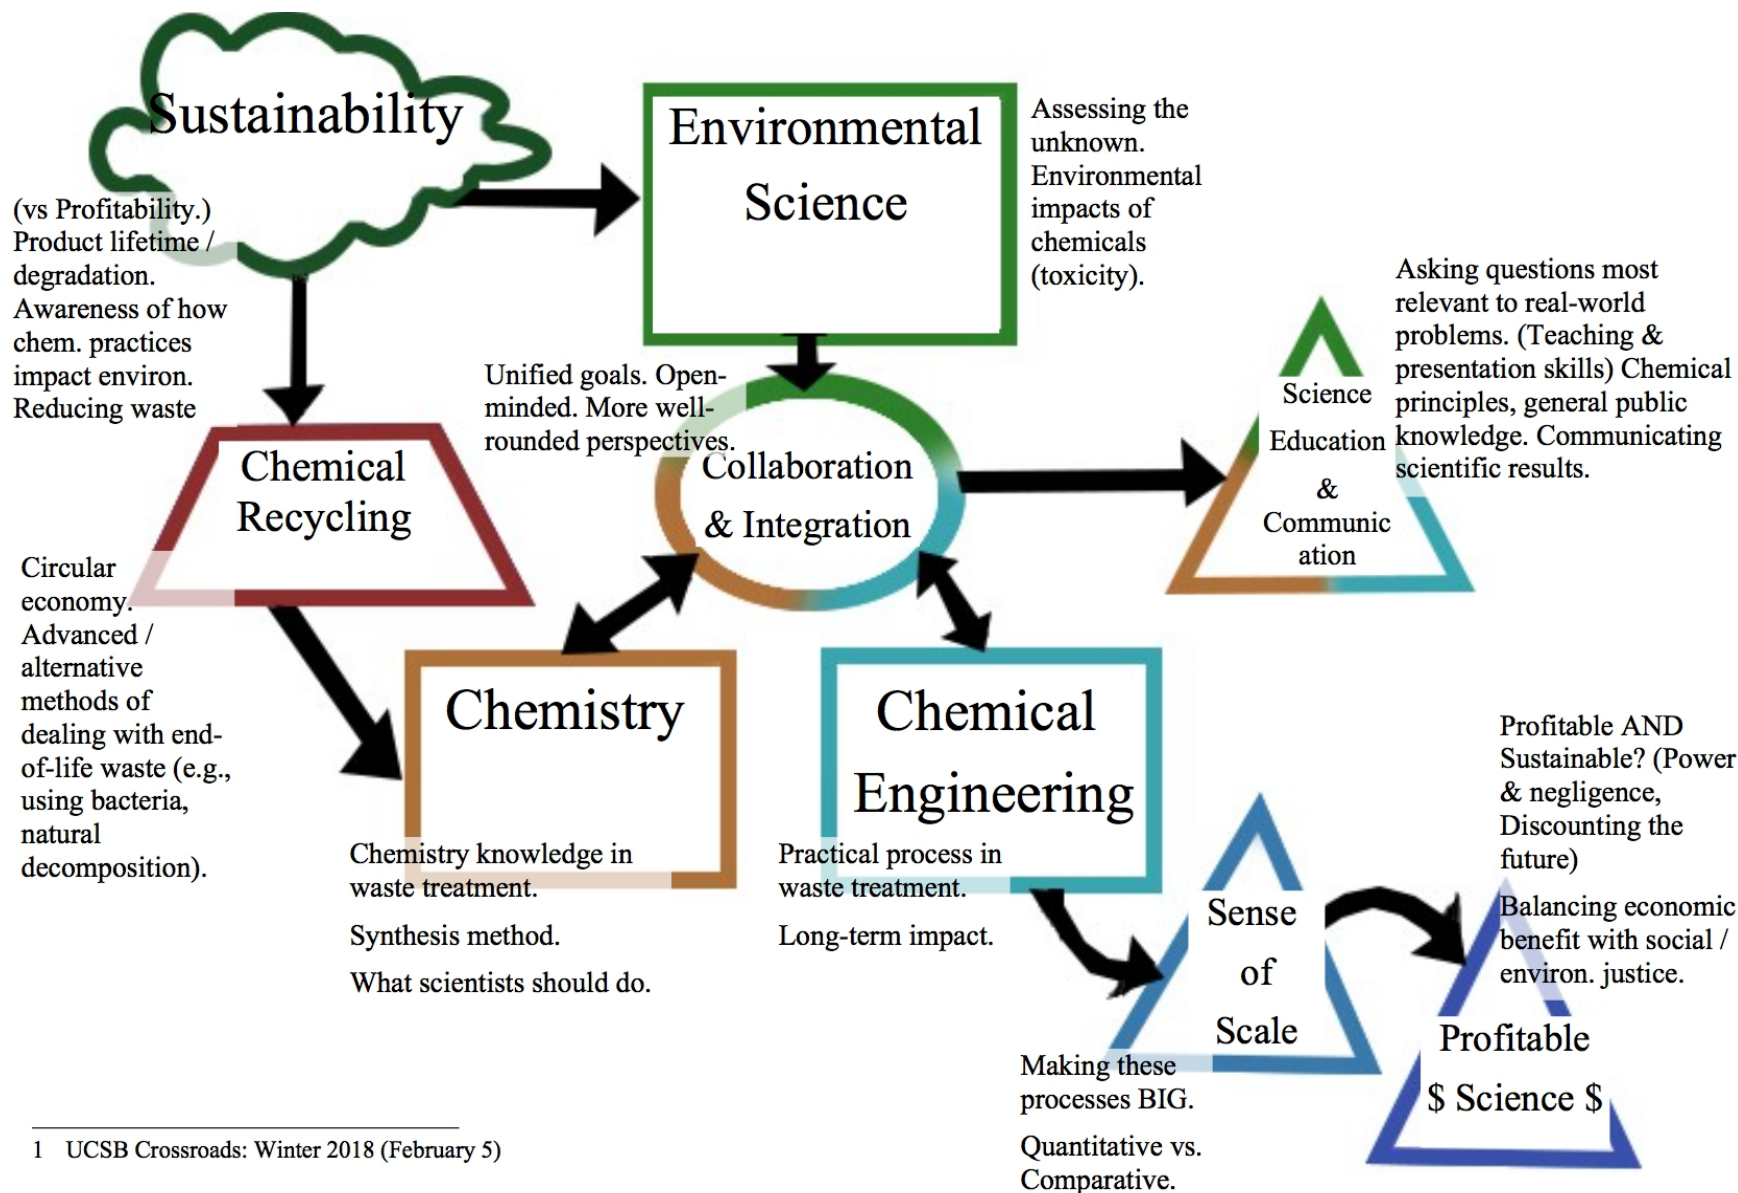 Sustainability
(vs Profitability.)
Product lifetime /
degradation.
Awareness of how
chem. practices
impact environ.
Reducing waste
Environmental
Science
Assessing the
unknown.
Environmental
impacts of
chemicals
(toxicity).
Unified goals. Open-
minded. More well-
rounded perspectives.
Collaboration
& Integration
Science
Education
&
Communic
ation
Asking questions most
relevant to real-world
problems. (Teaching &
presentation skills) Chemical
principles, general public
knowledge. Communicating
scientific results.
Chemical
Recycling
Circular
economy.
Advanced /
alternative
methods of
dealing with end-
of-life waste (e.g.,
using bacteria,
natural
decomposition).
Chemistry
Chemistry knowledge in
waste treatment.
Synthesis method.
What scientists should do.
Chemical
Engineering
Practical process in
waste treatment.
Long-term impact.
Sense
of
Scale
Making these
processes BIG.
Quantitative vs.
Comparative.
Profitable AND
Sustainable? (Power
& negligence,
Discounting the
future)
Balancing economic
benefit with social /
environ. justice.
Profitable
$ Science $
1 UCSB Crossroads: Winter 2018 (February 5)